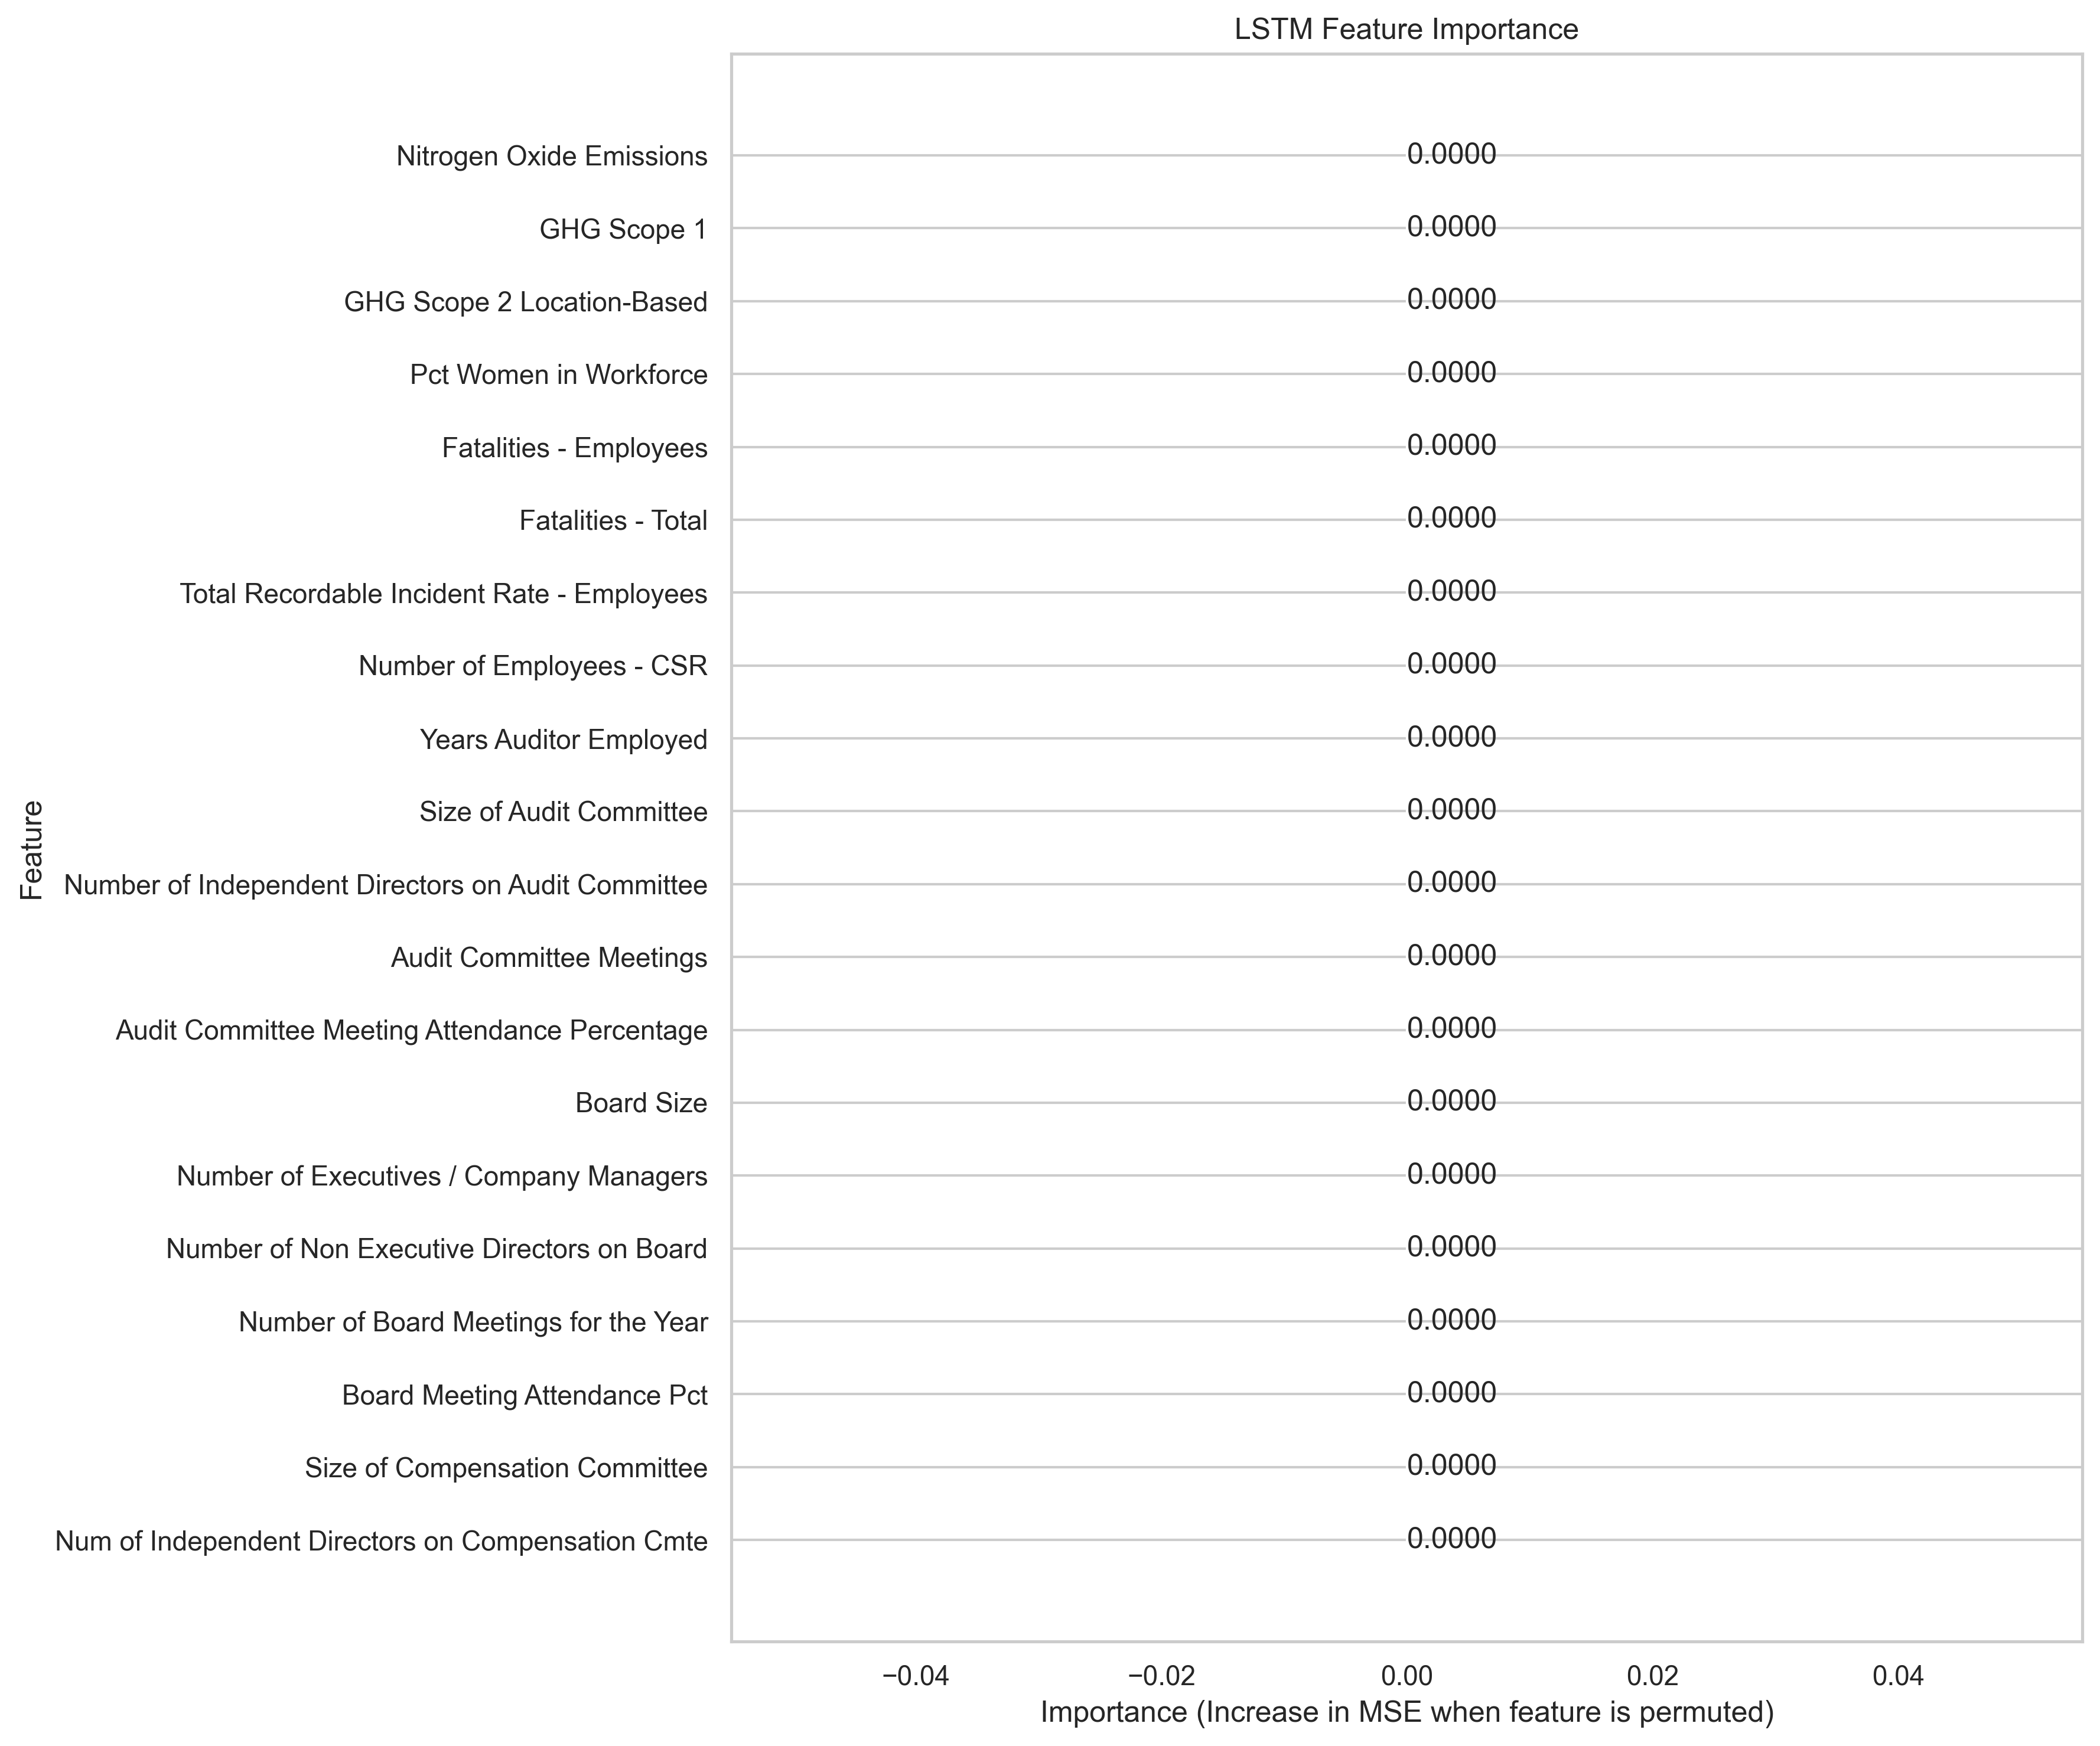 LSTM Feature Importance
Nitrogen Oxide Emissions 0.0000
GHG Scope 1 0.0000
GHG Scope 2 Location-Based 0.0000
Pct Women in Workforce 0.0000
Fatalities - Employees 0.0000
Fatalities - Total 0.0000
Total Recordable Incident Rate - Employees 0.0000
Number of Employees - CSR 0.0000
Years Auditor Employed 0.0000
Size of Audit Committee 0.0000
Feature
Number of Independent Directors on Audit Committee 0.0000
Audit Committee Meetings 0.0000
Audit Committee Meeting Attendance Percentage 0.0000
Board Size 0.0000
Number of Executives / Company Managers 0.0000
Number of Non Executive Directors on Board 0.0000
Number of Board Meetings for the Year 0.0000
Board Meeting Attendance Pct 0.0000
Size of Compensation Committee 0.0000
Num of Independent Directors on Compensation Cmte 0.0000
−0.04 −0.02 0.00 0.02 0.04
Importance (Increase in MSE when feature is permuted)